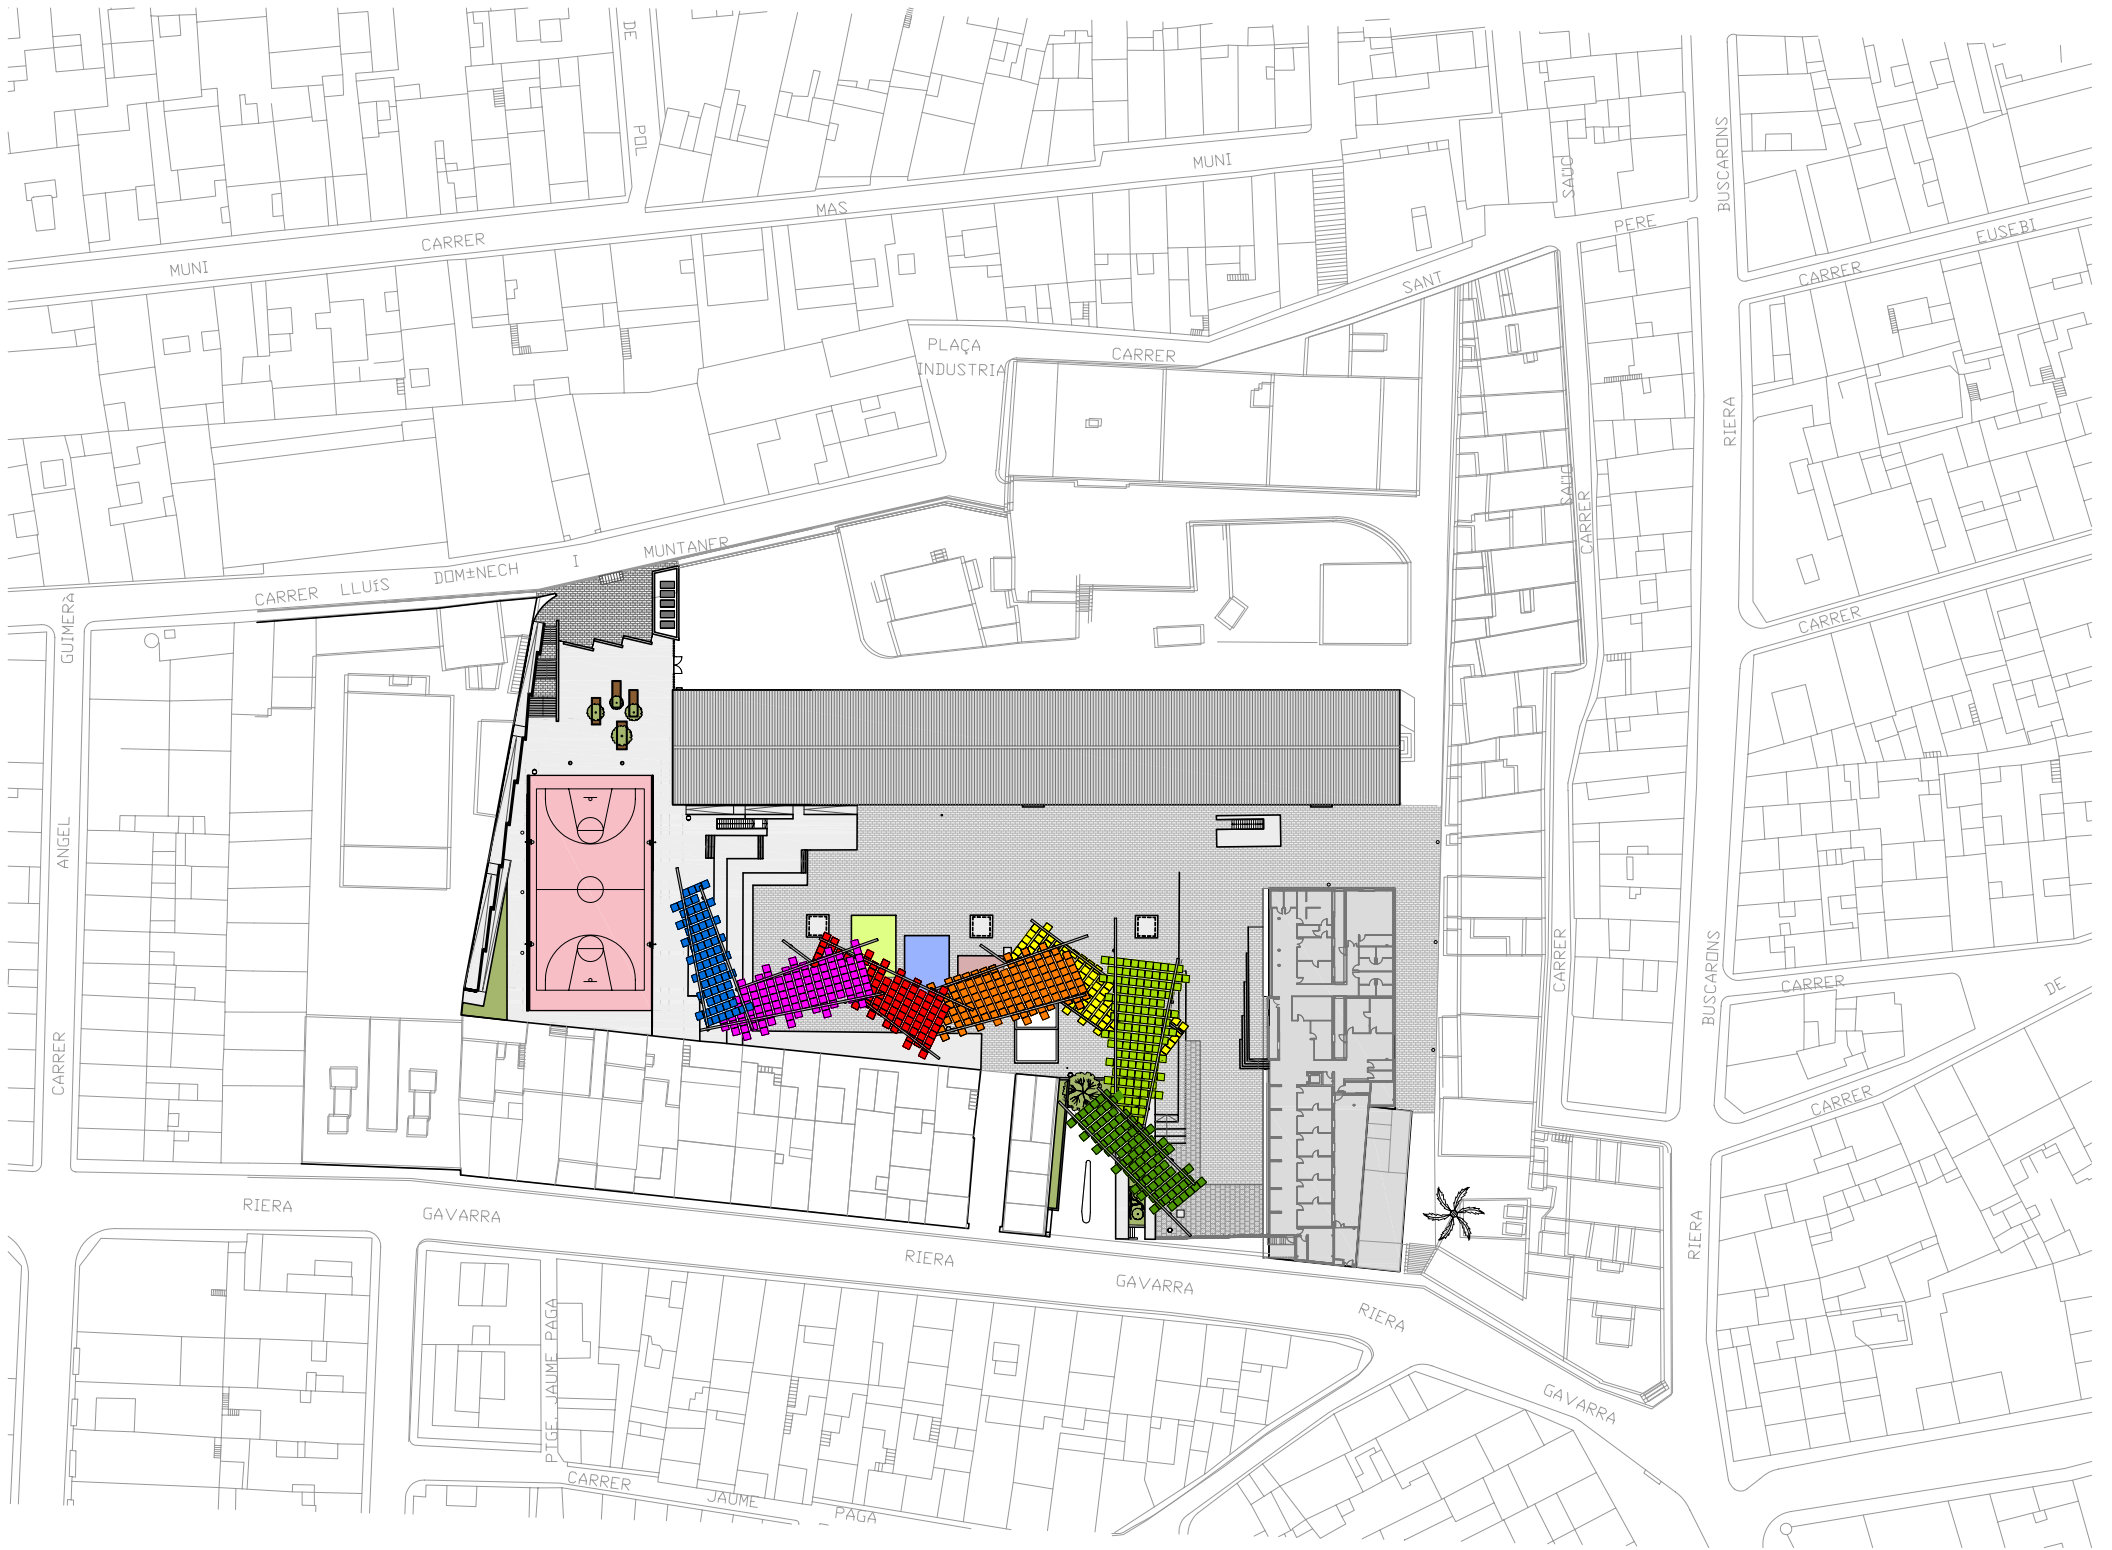 DE
POL
MUNI
MAS
CARRER
MUNI
SAÜC
BUSCARONS
PERE
EUSEBI
CARRER
SANT
PLAÇA
INDUSTRIA
CARRER
RIERA
SAÜC
CARRER
MUNTANER
I
DOM±NECH
LLUÍS
CARRER
GUIMERÀ
CARRER
ANGEL
CARRER
CARRER
BUSCARONS
CARRER
DE
CARRER
RIERA
GAVARRA
RIERA
GAVARRA
RIERA
RIERA
GAVARRA
PTGE. JAUME PAGA
CARRER
JAUME
PAGA